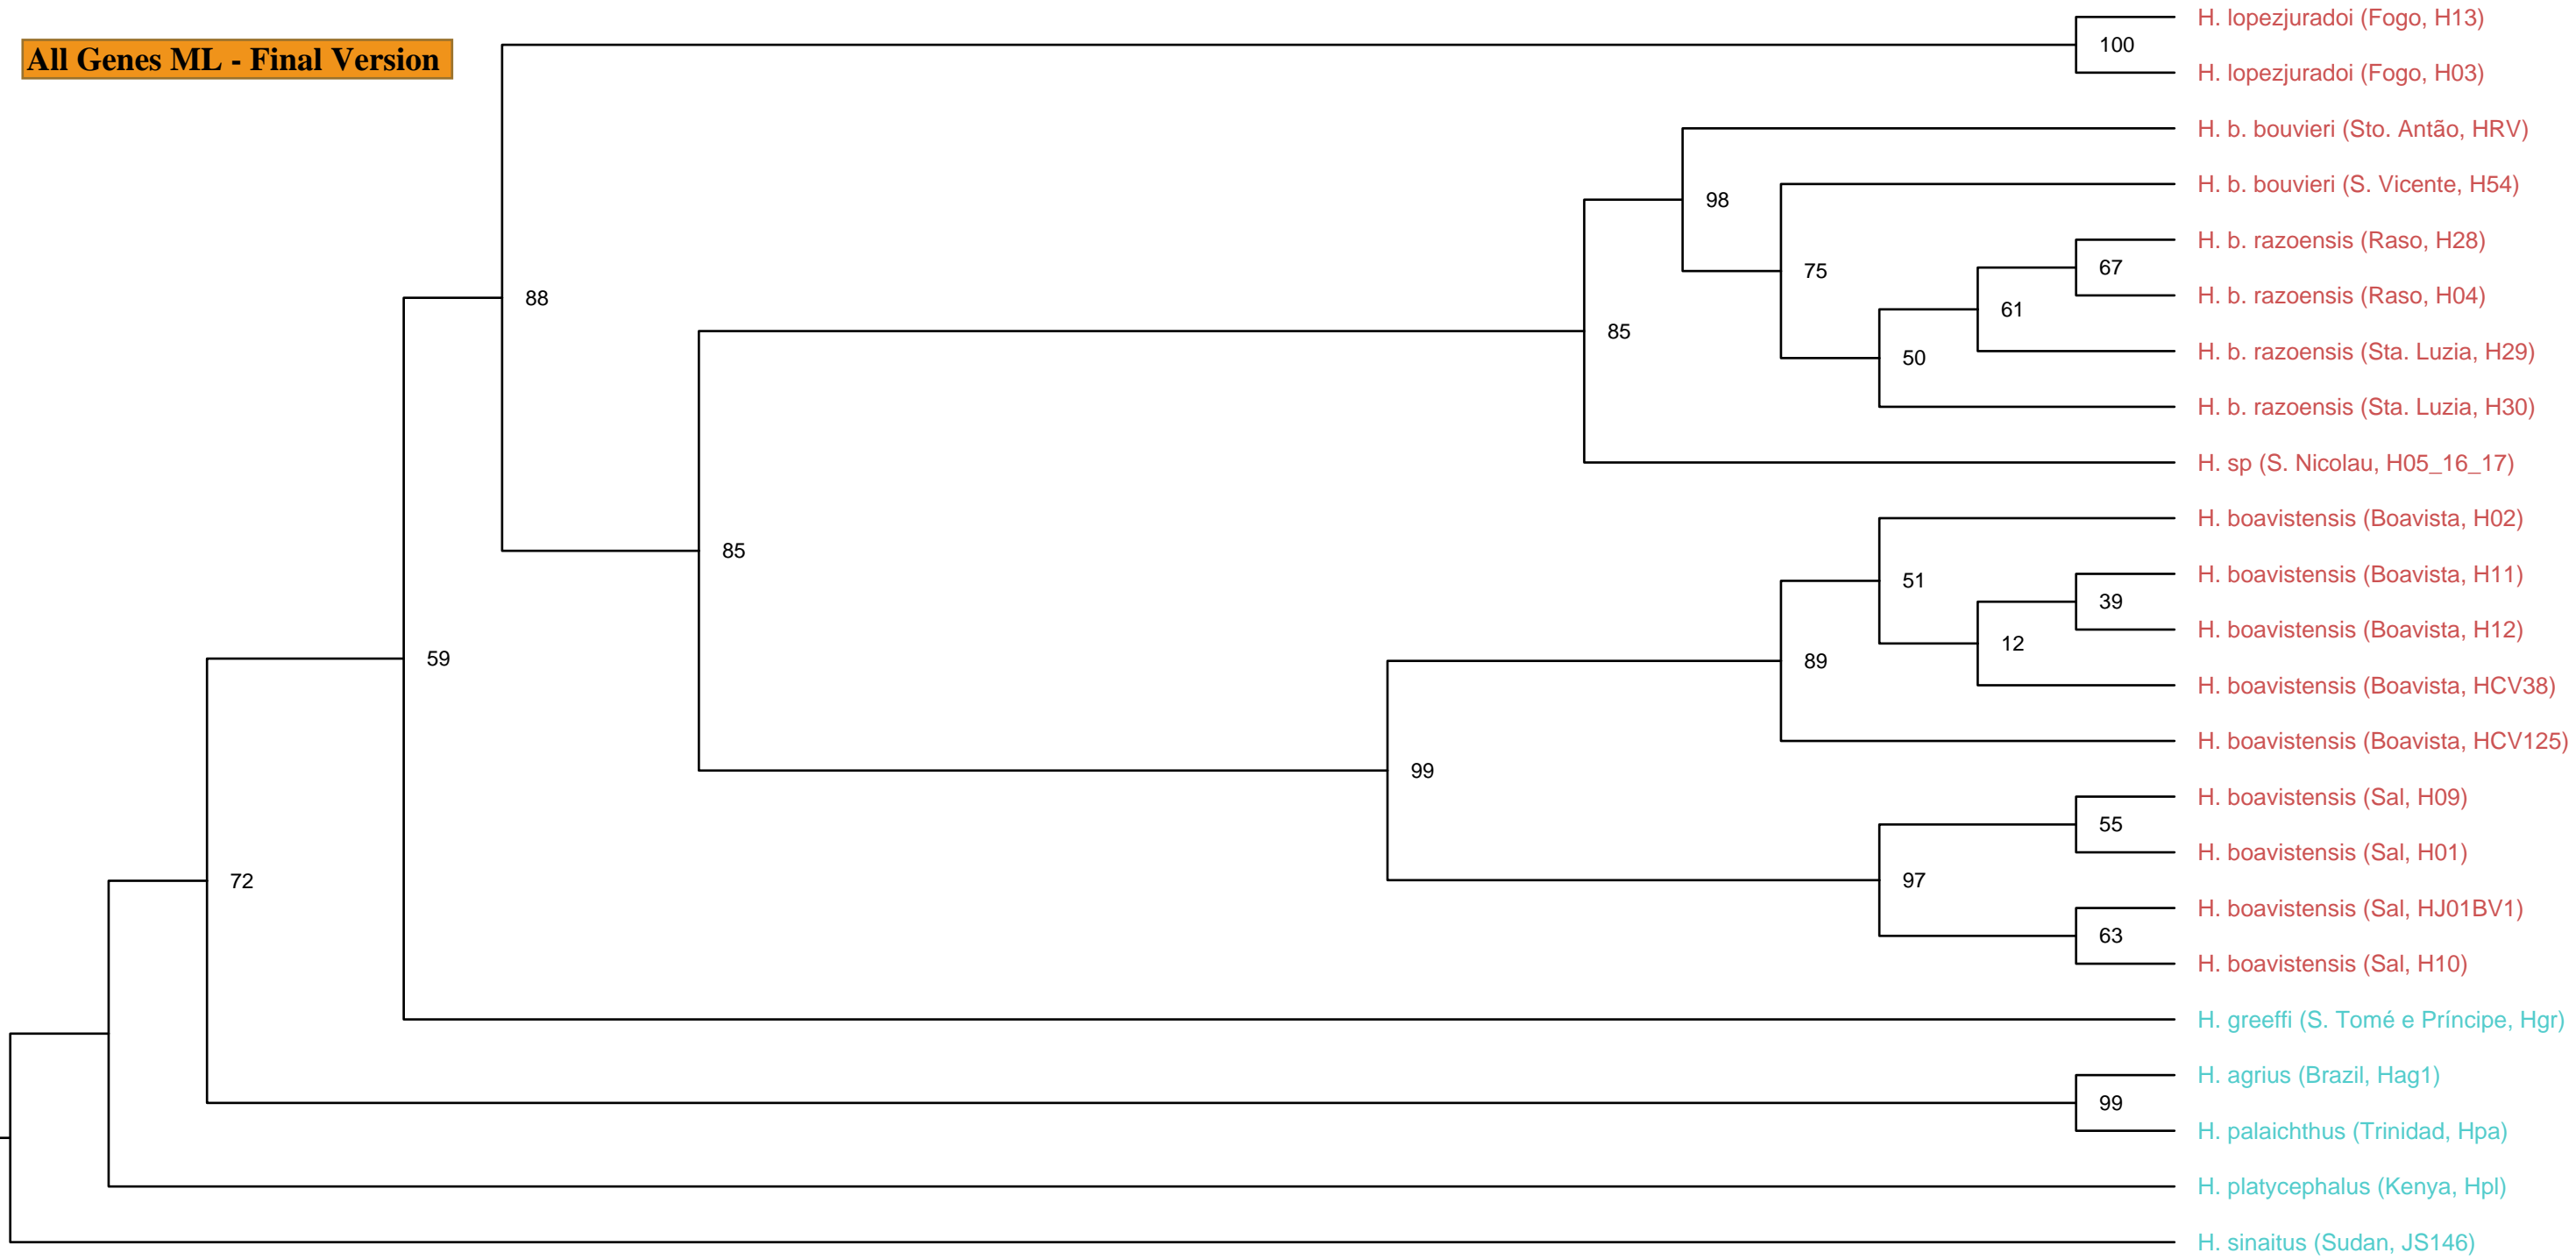 All Genes ML - Final Version
H. lopezjuradoi (Fogo, H13)
100
H. lopezjuradoi (Fogo, H03)
H. b. bouvieri (Sto. Antão, HRV)
H. b. bouvieri (S. Vicente, H54)
98
H. b. razoensis (Raso, H28)
67
75
H. b. razoensis (Raso, H04)
88
61
85
H. b. razoensis (Sta. Luzia, H29)
50
H. b. razoensis (Sta. Luzia, H30)
H. sp (S. Nicolau, H05_16_17)
H. boavistensis (Boavista, H02)
85
H. boavistensis (Boavista, H11)
51
39
H. boavistensis (Boavista, H12)
12
59
89
H. boavistensis (Boavista, HCV38)
H. boavistensis (Boavista, HCV125)
99
H. boavistensis (Sal, H09)
55
H. boavistensis (Sal, H01)
72
97
H. boavistensis (Sal, HJ01BV1)
63
H. boavistensis (Sal, H10)
H. greeffi (S. Tomé e Príncipe, Hgr)
H. agrius (Brazil, Hag1)
99
H. palaichthus (Trinidad, Hpa)
H. platycephalus (Kenya, Hpl)
H. sinaitus (Sudan, JS146)